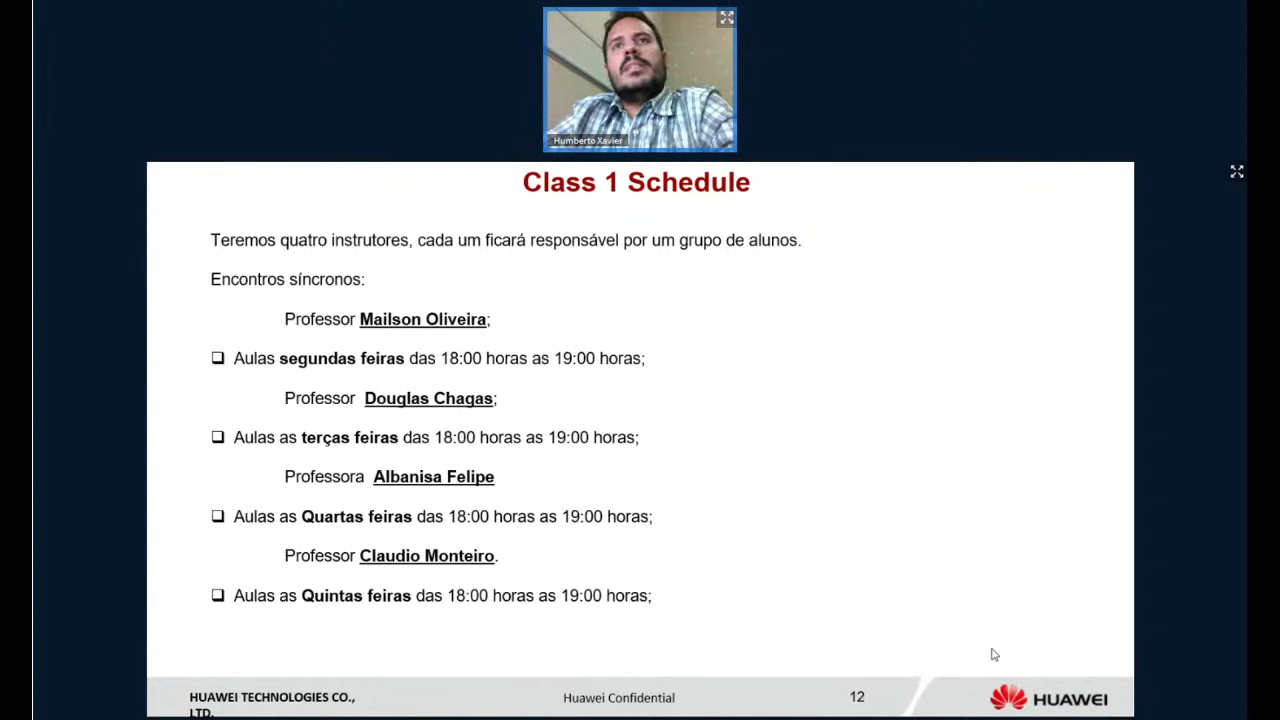 Humberto Xavier
Class 1 Schedule
Teremos quatro instrutores, cada um ficará responsável por um grupo de alunos.
Encontros síncronos:
Professor Mailson Oliveira;
Aulas segundas feiras das 18:00 horas as 19:00 horas;
Professor Douglas Chagas;
Aulas as terças feiras das 18:00 horas as 19:00 horas;
Professora Albanisa Felipe
Aulas as Quartas feiras das 18:00 horas as 19:00 horas;
Professor Claudio Monteiro.
Aulas as Quintas feiras das 18:00 horas as 19:00 horas;
HUAWEI TECHNOLOGIES CO.,
LTD.
Huawei Confidential
12
HUAWEI